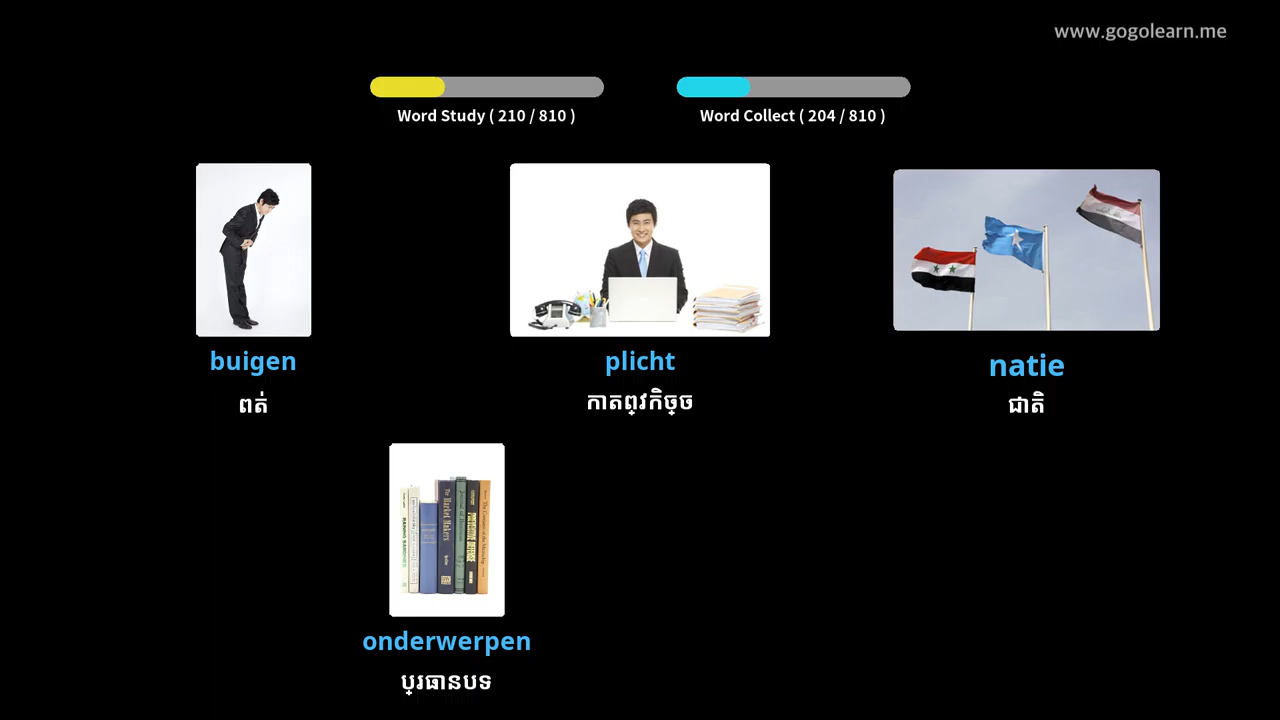 www.gogolearn.me
Word Study ( 210 / 810 )
Word Collect ( 204 / 810 )
buigen
plicht
natie
ពត់
កាតព្វកិច្ច
ជាតិ
onderwerpen
ប្រធានបទ